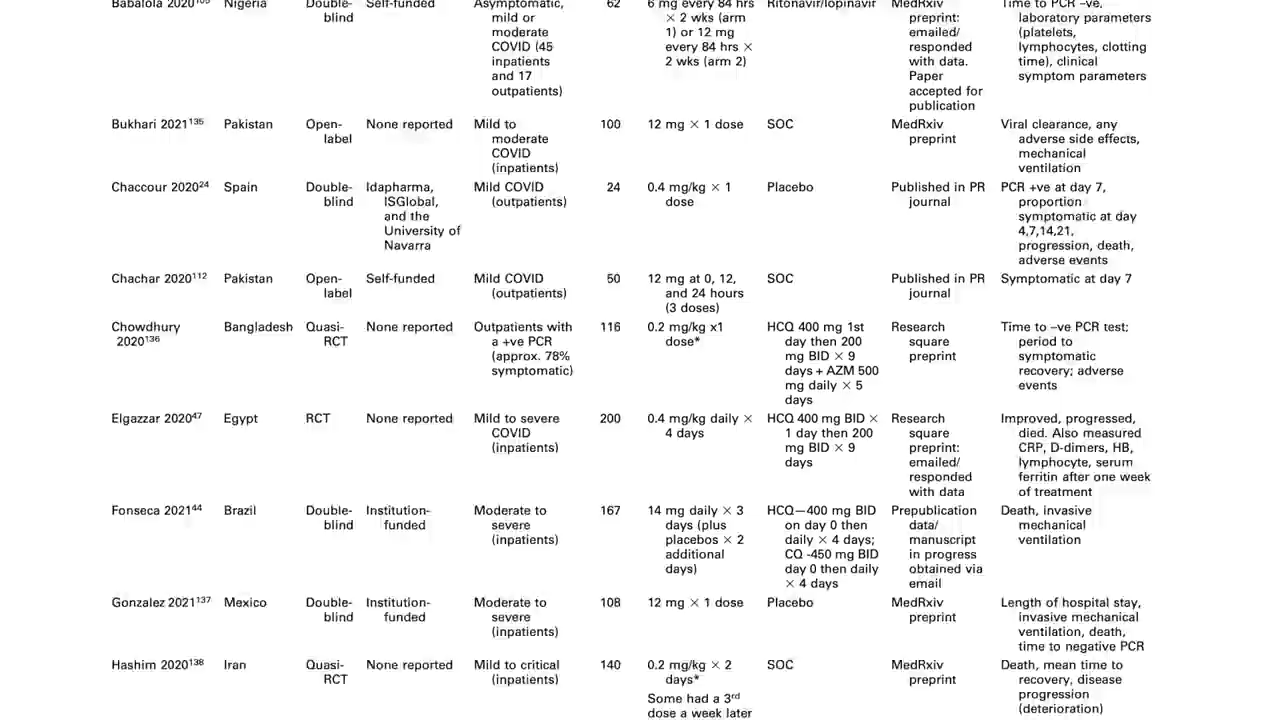 Babalola 2020¹⁰⁵ Nigeria Double- Self-funded Asymptomatic, 62 6 mg every 84 hrs Ritonavir/lopinavir MedRxiv Time to PCR –ve,
blind mild or × 2 wks (arm preprint: laboratory parameters
moderate 1) or 12 mg emailed/ (platelets,
COVID (45 every 84 hrs × responded lymphocytes, clotting
inpatients 2 wks (arm 2) with data. time), clinical
and 17 Paper symptom parameters
outpatients) accepted for
publication
Bukhari 2021¹³⁵ Pakistan Open- None reported Mild to 100 12 mg × 1 dose SOC MedRxiv Viral clearance, any
label moderate preprint adverse side effects,
COVID mechanical
(inpatients) ventilation
Chaccour 2020²⁴ Spain Double- Idapharma, Mild COVID 24 0.4 mg/kg × 1 Placebo Published in PR PCR +ve at day 7,
blind ISGlobal, (outpatients) dose journal proportion
and the symptomatic at day
University of 4,7,14,21,
Navarra progression, death,
adverse events
Chachar 2020¹¹² Pakistan Open- Self-funded Mild COVID 50 12 mg at 0, 12, SOC Published in PR Symptomatic at day 7
label (outpatients) and 24 hours journal
(3 doses)
Chowdhury Bangladesh Quasi- None reported Outpatients with 116 0.2 mg/kg x1 HCQ 400 mg 1st Research Time to –ve PCR test;
2020¹³⁶ RCT a +ve PCR dose* day then 200 square period to
(approx. 78% mg BID × 9 preprint symptomatic
symptomatic) days + AZM 500 recovery; adverse
mg daily × 5 events
days
Elgazzar 2020⁴⁷ Egypt RCT None reported Mild to severe 200 0.4 mg/kg daily × HCQ 400 mg BID × Research Improved, progressed,
COVID 4 days 1 day then 200 square died. Also measured
(inpatients) mg BID × 9 preprint: CRP, D-dimers, HB,
days emailed/ lymphocyte, serum
responded ferritin after one week
with data of treatment
Fonseca 2021⁴⁴ Brazil Double- Institution- Moderate to 167 14 mg daily × 3 HCQ—400 mg BID Prepublication Death, invasive
blind funded severe days (plus on day 0 then data/ mechanical
(inpatients) placebos × 2 daily × 4 days; manuscript ventilation
additional CQ -450 mg BID in progress
days) day 0 then daily obtained via
× 4 days email
Gonzalez 2021¹³⁷ Mexico Double- Institution- Moderate to 108 12 mg × 1 dose Placebo MedRxiv Length of hospital stay,
blind funded severe preprint invasive mechanical
(inpatients) ventilation, death,
time to negative PCR
Hashim 2020¹³⁸ Iran Quasi- None reported Mild to critical 140 0.2 mg/kg × 2 SOC MedRxiv Death, mean time to
RCT (inpatients) days* preprint recovery, disease
Some had a 3ʳᵈ progression
dose a week later (deterioration)